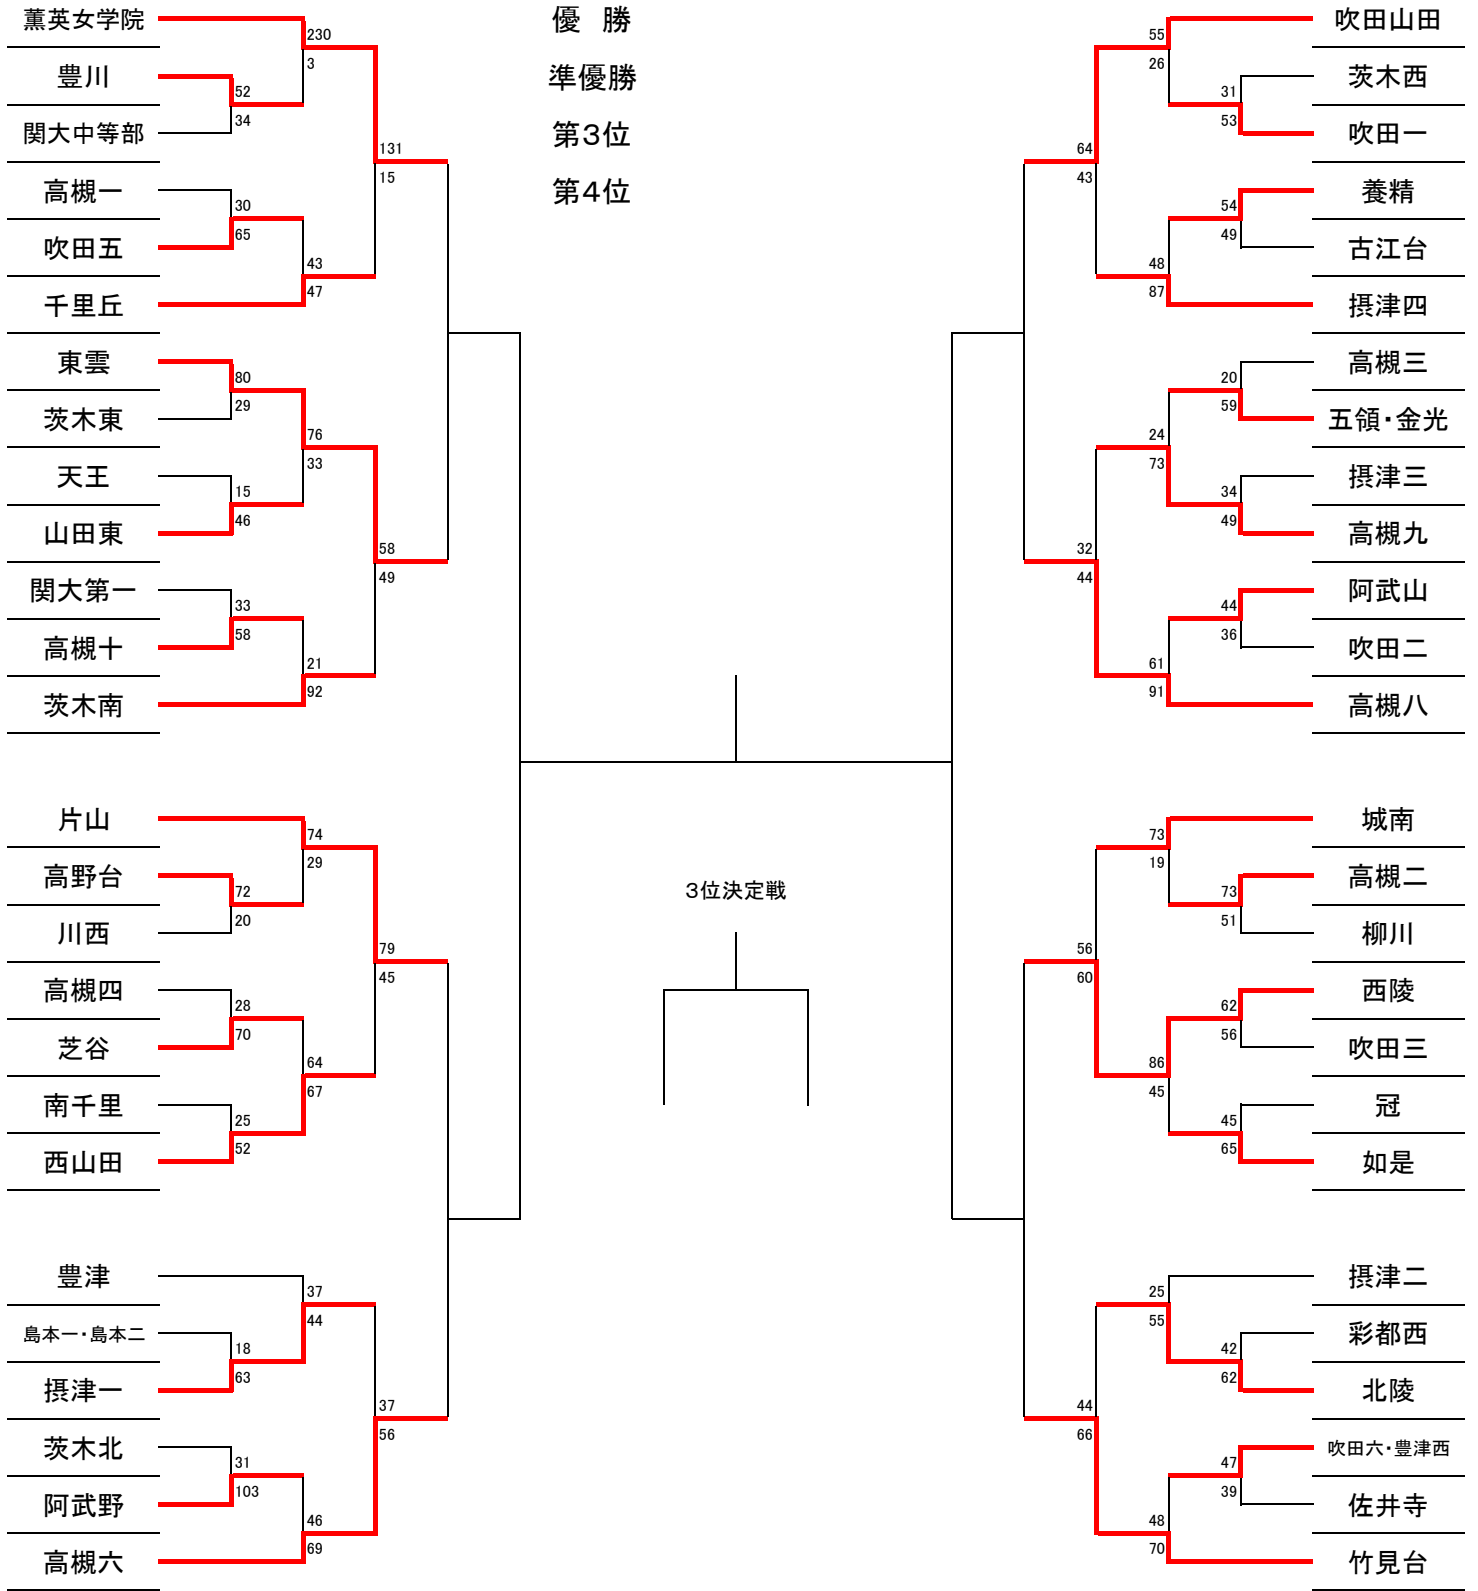 優 勝
準優勝
第3位
第4位
薫英女学院
230
3
豊川
52
34
関大中等部
131
15
高槻一
30
65
吹田五
43
47
千里丘
東雲
80
29
茨木東
76
33
天王
15
46
山田東
58
49
関大第一
33
58
高槻十
21
92
茨木南
片山
74
29
高野台
72
20
川西
79
45
高槻四
28
70
芝谷
64
67
南千里
25
52
西山田
豊津
37
44
島本一・島本二
18
63
摂津一
37
56
茨木北
31
103
阿武野
46
69
高槻六
3位決定戦
吹田山田
55
26
茨木西
31
53
吹田一
64
43
養精
54
49
古江台
48
87
摂津四
高槻三
20
59
五領・金光
24
73
摂津三
34
49
高槻九
32
44
阿武山
44
36
吹田二
61
91
高槻八
城南
73
19
高槻二
73
51
柳川
56
60
西陵
62
56
吹田三
86
45
冠
45
65
如是
摂津二
25
55
彩都西
42
62
北陵
44
66
吹田六・豊津西
47
39
佐井寺
48
70
竹見台